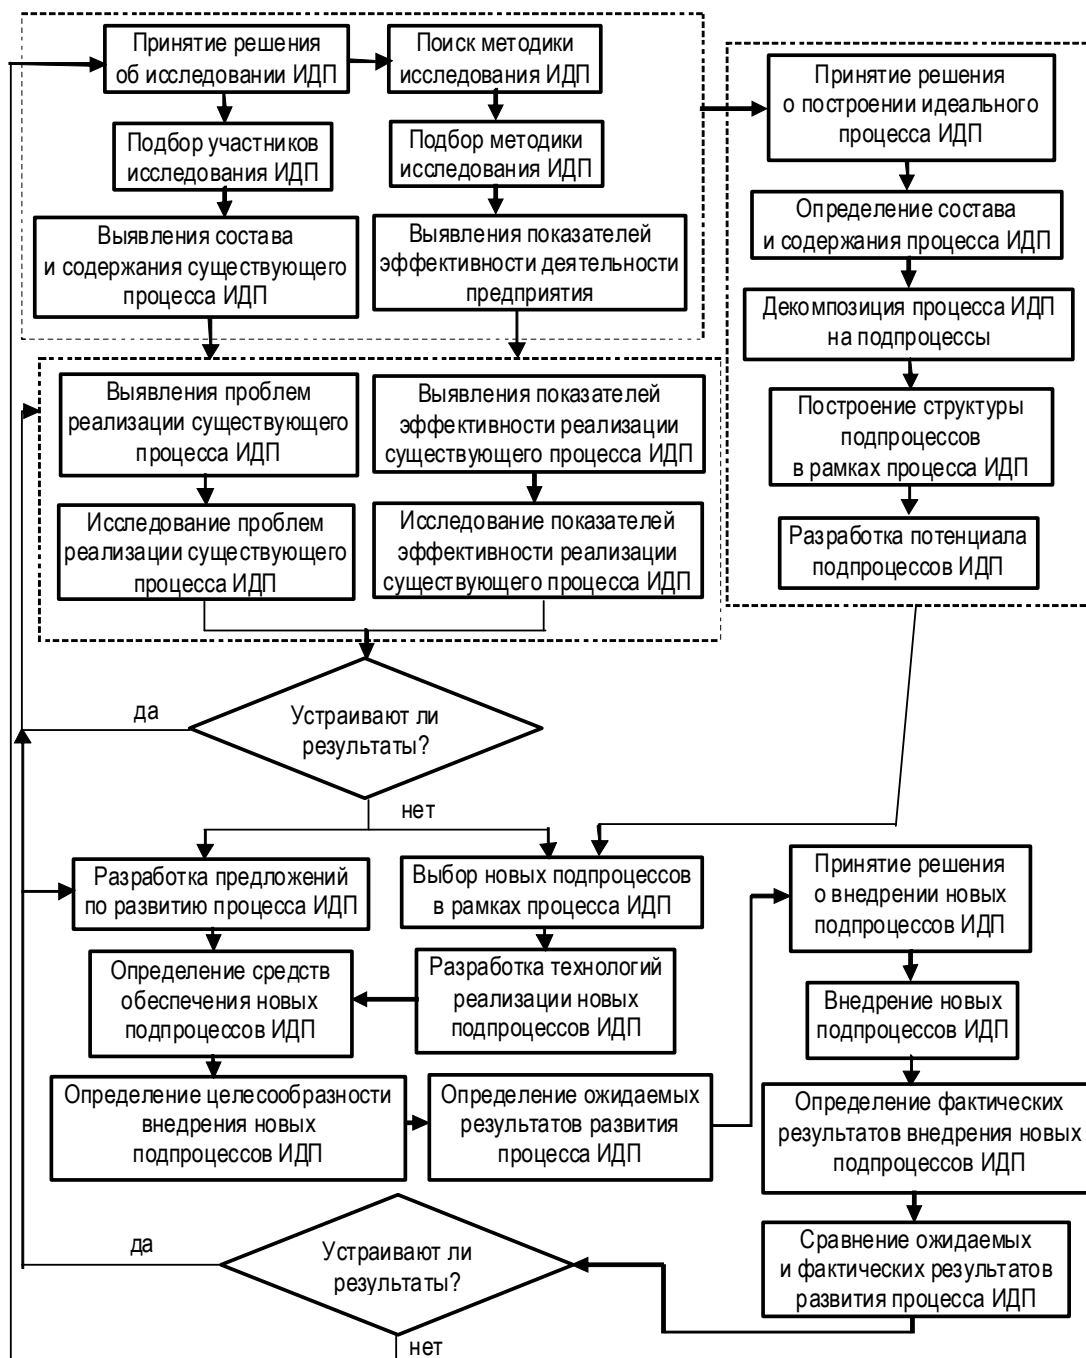 Принятие решения
об исследовании ИДП
Поиск методики
исследования ИДП
Принятие решения
о построении идеального
процесса ИДП
Подбор участников
исследования ИДП
Подбор методики
исследования ИДП
Выявления состава
и содержания существующего
процесса ИДП
Выявления показателей
эффективности деятельности
предприятия
Определение состава
и содержания процесса ИДП
Декомпозиция процесса ИДП
на подпроцессы
Выявления проблем
реализации существующего
процесса ИДП
Выявления показателей
эффективности реализации
существующего процесса ИДП
Построение структуры
подпроцессов
в рамках процесса ИДП
Исследование проблем
реализации существующего
процесса ИДП
Исследование показателей
эффективности реализации
существующего процесса ИДП
Разработка потенциала
подпроцессов ИДП
да
Устраивают ли
результаты?
нет
Разработка предложений
по развитию процесса ИДП
Выбор новых подпроцессов
в рамках процесса ИДП
Принятие решения
о внедрении новых
подпроцессов ИДП
Определение средств
обеспечения новых
подпроцессов ИДП
Разработка технологий
реализации новых
подпроцессов ИДП
Внедрение новых
подпроцессов ИДП
Определение целесообразности
внедрения новых
подпроцессов ИДП
Определение ожидаемых
результатов развития
процесса ИДП
Определение фактических
результатов внедрения новых
подпроцессов ИДП
да
Устраивают ли
результаты?
Сравнение ожидаемых
и фактических результатов
развития процесса ИДП
нет